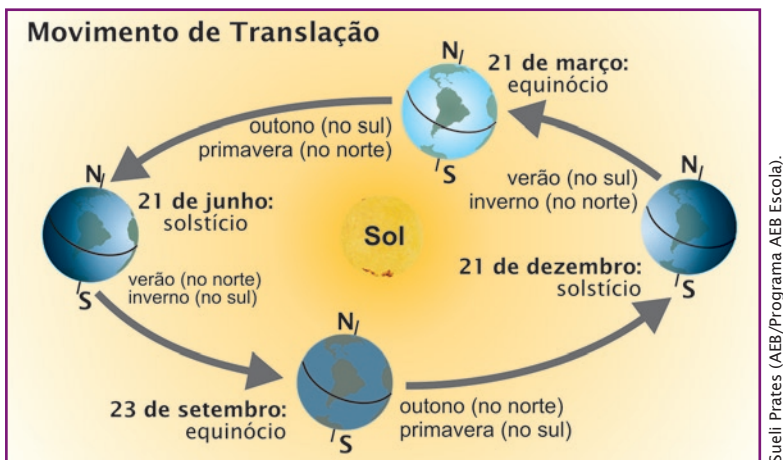 Movimento de Translação
N
21 de março:
equinócio
S
outono (no sul)
primavera (no norte)
N
21 de junho:
solstício
S
verão (no norte)
inverno (no sul)
Sol
verão (no sul)
inverno (no norte)
N
21 de dezembro:
solstício
S
N
23 de setembro:
equinócio
S
outono (no norte)
primavera (no sul)
Sueli Prates (AEB/Programa AEB Escola).